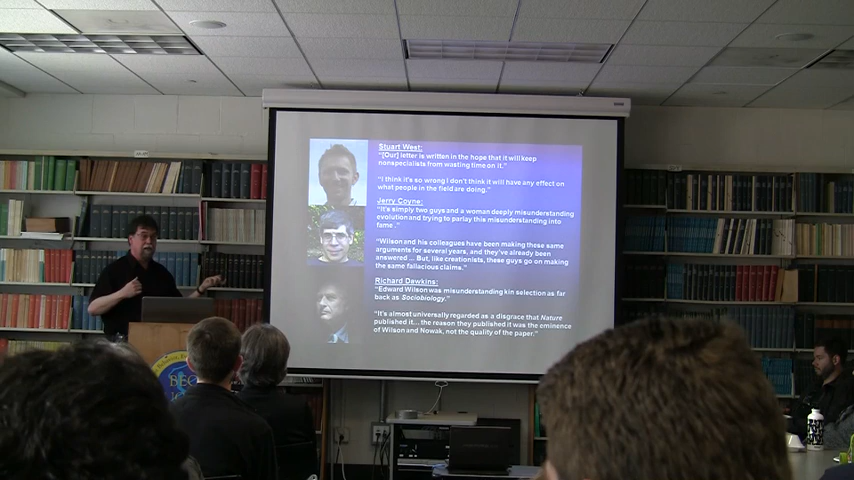 Stuart West:
"[Our] letter is written in the hope that it will keep
nonspecialists from wasting time on it."
"I think it's so wrong I don't think it will have any effect on
what people in the field are doing."
Jerry Coyne:
"It's simply two guys and a woman deeply misunderstanding
evolution and trying to parlay this misunderstanding into
fame."
"Wilson and his colleagues have been making these same
arguments for several years, and they've already been
answered ... But, like creationists, these guys go on making
the same fallacious claims."
Richard Dawkins:
"Edward Wilson was misunderstanding kin selection as far
back as Sociobiology."
"It's almost universally regarded as a disgrace that Nature
published it... the reason they published it was the eminence
of Wilson and Nowak, not the quality of the paper."